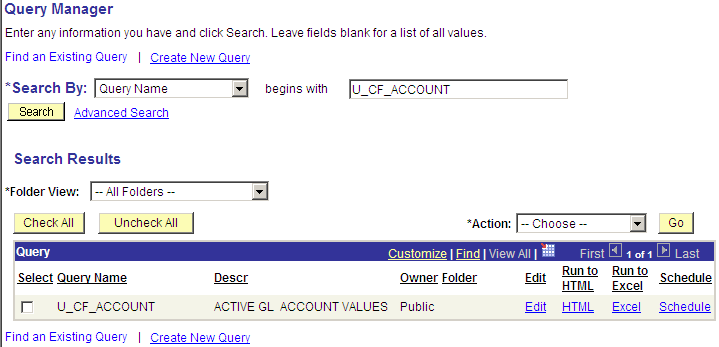 Query Manager
Enter any information you have and click Search. Leave fields blank for a list of all values.
Find an Existing Query | Create New Query
*Search By: Query Name begins with U_CF_ACCOUNT
Search Advanced Search
Search Results
*Folder View: -- All Folders --
Check All Uncheck All *Action: -- Choose -- Go
Query Customize | Find | View All | First 1 of 1 Last
Select Query Name Descr Owner Folder Edit Run to HTML Run to Excel Schedule
U_CF_ACCOUNT ACTIVE GL ACCOUNT VALUES Public Edit HTML Excel Schedule
Find an Existing Query | Create New Query